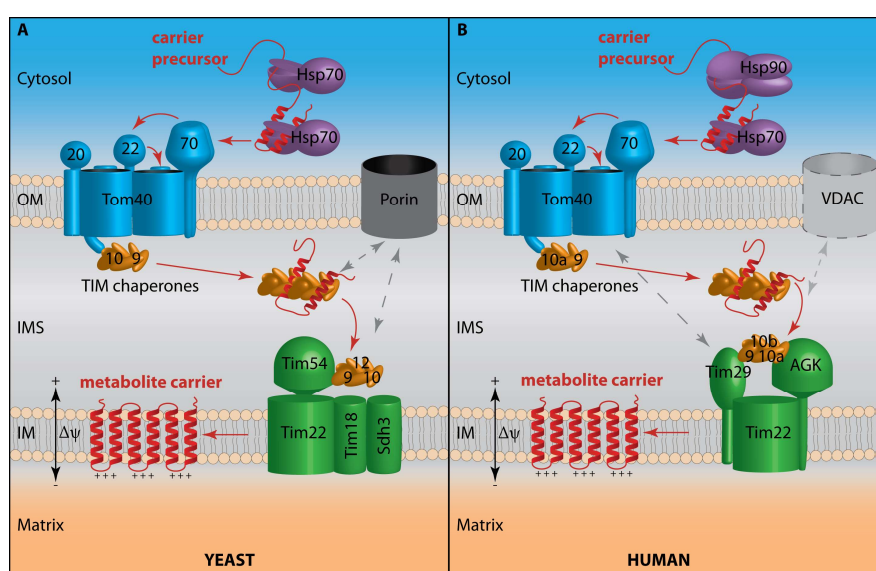 A
carrier
precursor
Hsp70
Cytosol
Hsp70
20
22
70
OM
Tom40
Porin
10 9
TIM chaperones
IMS
Tim54
12
9 10
metabolite carrier
+
Δψ
-
IM
Tim22
Tim18
Sdh3
+++ +++ +++
Matrix
YEAST
B
carrier
precursor
Hsp90
Cytosol
Hsp70
20
22
70
OM
Tom40
VDAC
10a 9
TIM chaperones
IMS
10b
9 10a
Tim29
AGK
metabolite carrier
+
Δψ
-
IM
Tim22
+++ +++ +++
Matrix
HUMAN